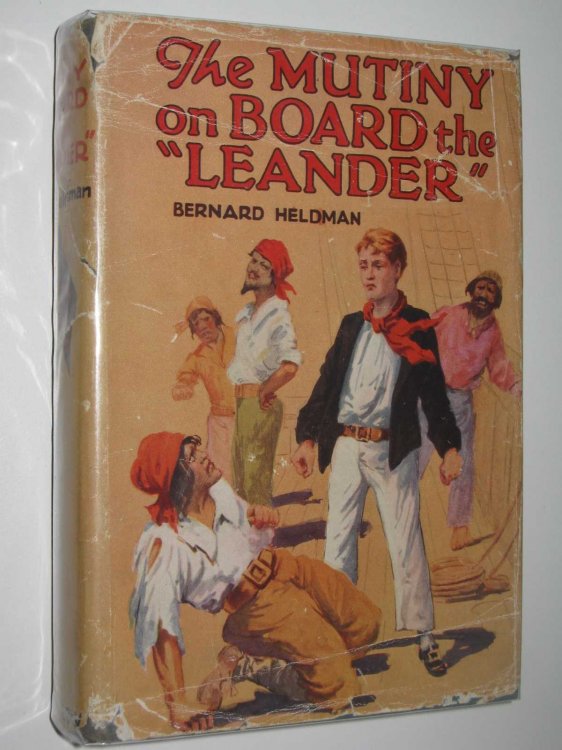 The MUTINY
on BOARD the
"LEANDER"
BERNARD HELDMAN